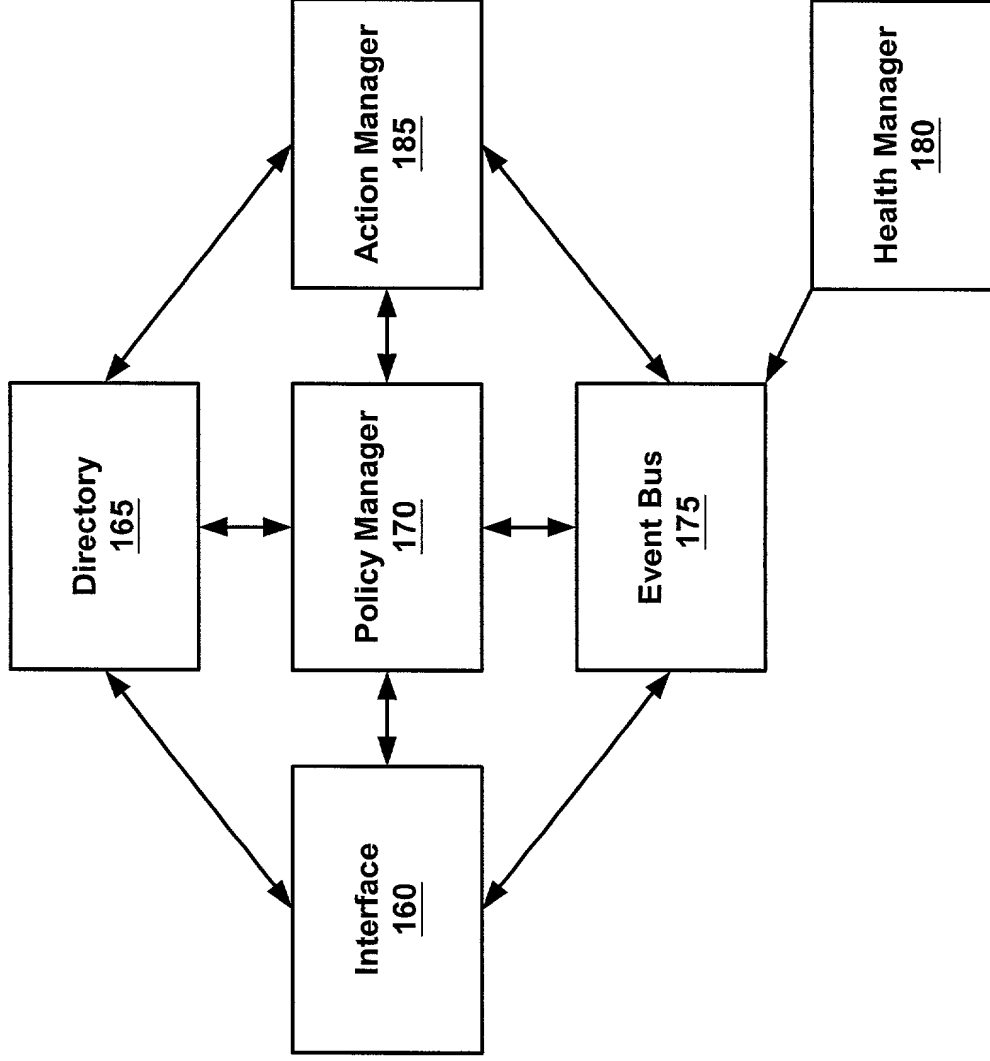 Directory
165
Interface
160
Policy Manager
170
Action Manager
185
Event Bus
175
Health Manager
180